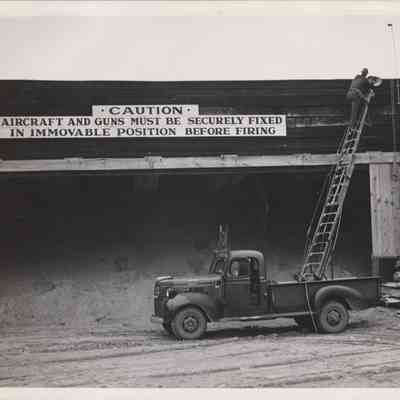 · CAUTION ·
AIRCRAFT AND GUNS MUST BE SECURELY FIXED
IN IMMOVABLE POSITION BEFORE FIRING